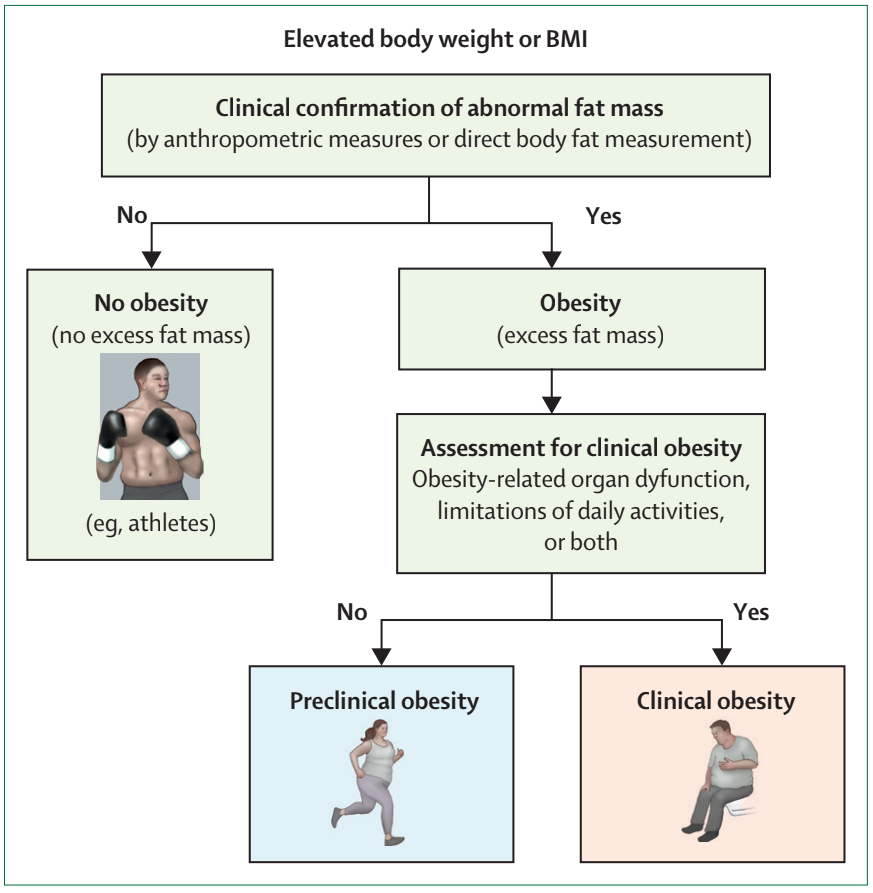 Elevated body weight or BMI
Clinical confirmation of abnormal fat mass
(by anthropometric measures or direct body fat measurement)
No
Yes
No obesity
(no excess fat mass)
(eg, athletes)
Obesity
(excess fat mass)
Assessment for clinical obesity
Obesity-related organ dyfunction,
limitations of daily activities,
or both
No
Yes
Preclinical obesity
Clinical obesity